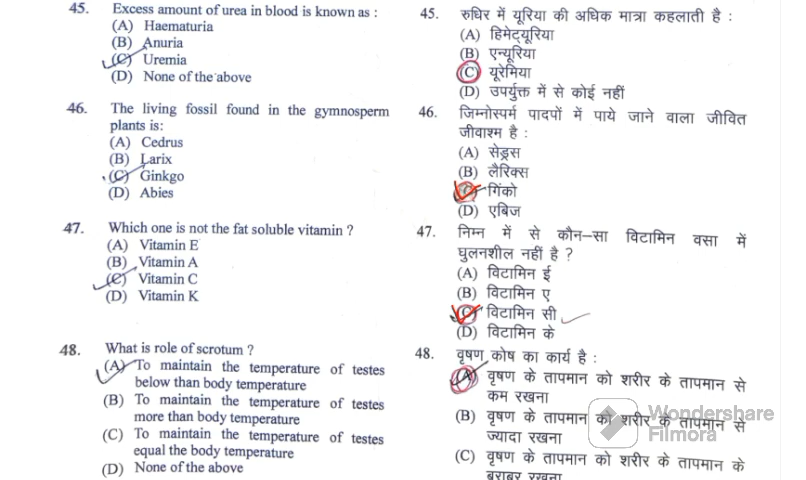 45. Excess amount of urea in blood is known as :
(A) Haematuria
(B) Anuria
(C) Uremia
(D) None of the above
46. The living fossil found in the gymnosperm
plants is:
(A) Cedrus
(B) Larix
(C) Ginkgo
(D) Abies
47. Which one is not the fat soluble vitamin ?
(A) Vitamin E
(B) Vitamin A
(C) Vitamin C
(D) Vitamin K
48. What is role of scrotum ?
(A) To maintain the temperature of testes
below than body temperature
(B) To maintain the temperature of testes
more than body temperature
(C) To maintain the temperature of testes
equal the body temperature
(D) None of the above
45. रुधिर में यूरिया की अधिक मात्रा कहलाती है :
(A) हिमेट्यूरिया
(B) एन्यूरिया
(C) यूरेमिया
(D) उपर्युक्त में से कोई नहीं
46. जिम्नोस्पर्म पादपों में पाये जाने वाला जीवित
जीवाश्म है :
(A) सेड्रस
(B) लैरिक्स
(C) गिंको
(D) एबिज
47. निम्न में से कौन–सा विटामिन वसा में
घुलनशील नहीं है ?
(A) विटामिन ई
(B) विटामिन ए
(C) विटामिन सी
(D) विटामिन के
48. वृषण कोष का कार्य है :
(A) वृषण के तापमान को शरीर के तापमान से
कम रखना
(B) वृषण के तापमान को शरीर के तापमान से
ज्यादा रखना
(C) वृषण के तापमान को शरीर के तापमान के
बराबर रखना
Wondershare
Filmora